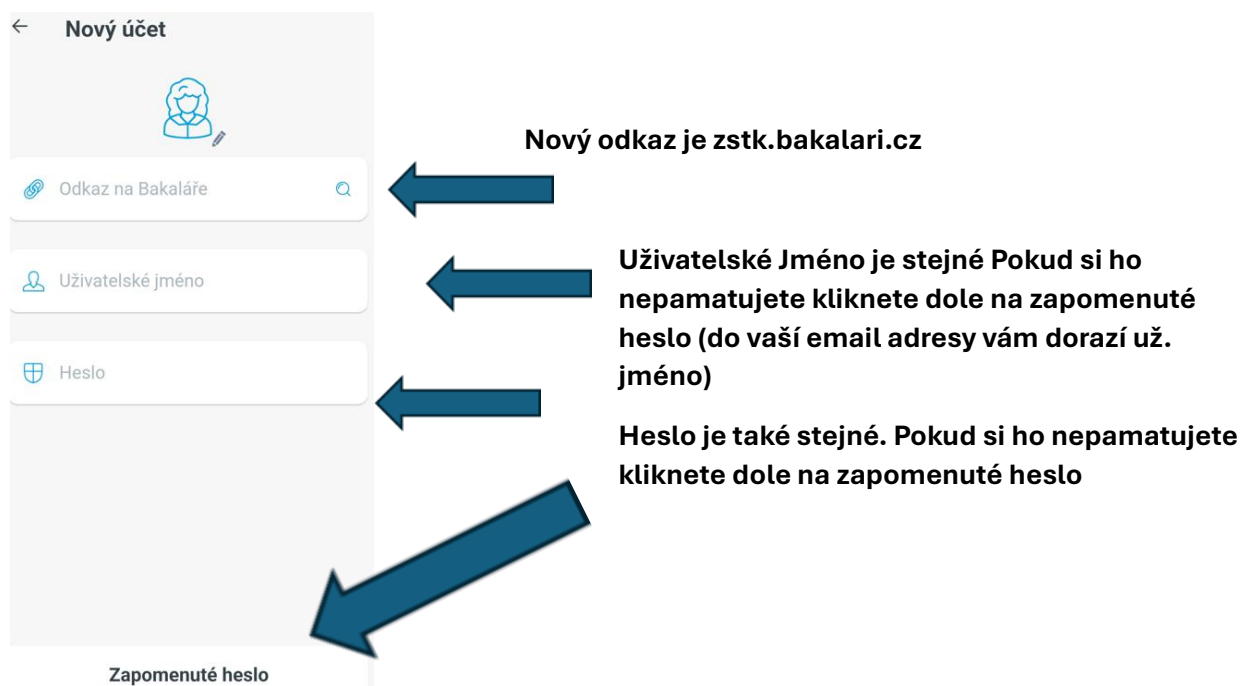 Nový účet
Nový odkaz je zstk.bakalari.cz
Odkaz na Bakaláře
Uživatelské jméno
Uživatelské Jméno je stejné Pokud si ho
nepamatujete kliknete dole na zapomenuté
heslo (do vaší email adresy vám dorazí už.
jméno)
Heslo
Heslo je také stejné. Pokud si ho nepamatujete
kliknete dole na zapomenuté heslo
Zapomenuté heslo